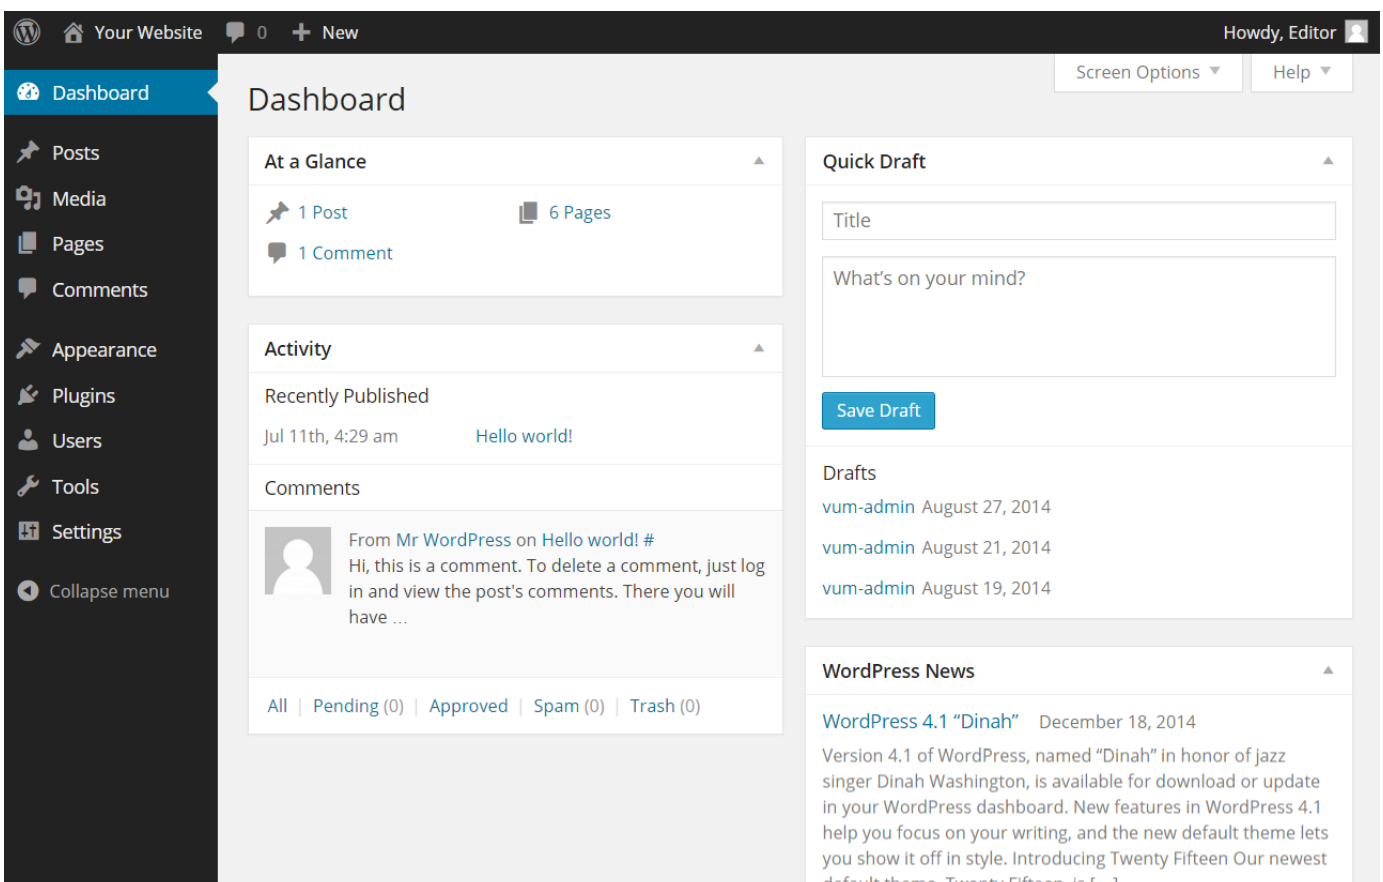 Your Website 0 New Howdy, Editor
Screen Options Help
Dashboard
Posts
Media
Pages
Comments
Appearance
Plugins
Users
Tools
Settings
Collapse menu
Dashboard
At a Glance
1 Post 6 Pages
1 Comment
Activity
Recently Published
Jul 11th, 4:29 am Hello world!
Comments
From Mr WordPress on Hello world! #
Hi, this is a comment. To delete a comment, just log
in and view the post's comments. There you will
have …
All | Pending (0) | Approved | Spam (0) | Trash (0)
Quick Draft
Title
What’s on your mind?
Save Draft
Drafts
vum-admin August 27, 2014
vum-admin August 21, 2014
vum-admin August 19, 2014
WordPress News
WordPress 4.1 “Dinah” December 18, 2014
Version 4.1 of WordPress, named “Dinah” in honor of jazz
singer Dinah Washington, is available for download or update
in your WordPress dashboard. New features in WordPress 4.1
help you focus on your writing, and the new default theme lets
you show it off in style. Introducing Twenty Fifteen Our newest
default theme, Twenty Fifteen, is […]